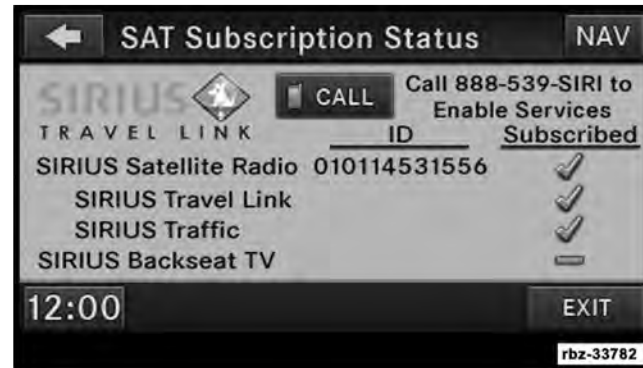 SAT Subscription Status
NAV
SIRIUS
TRAVEL LINK
CALL
Call 888-539-SIRI to
Enable Services
ID Subscribed
SIRIUS Satellite Radio 010114531556
SIRIUS Travel Link
SIRIUS Traffic
SIRIUS Backseat TV
12:00
EXIT
rbz-33782